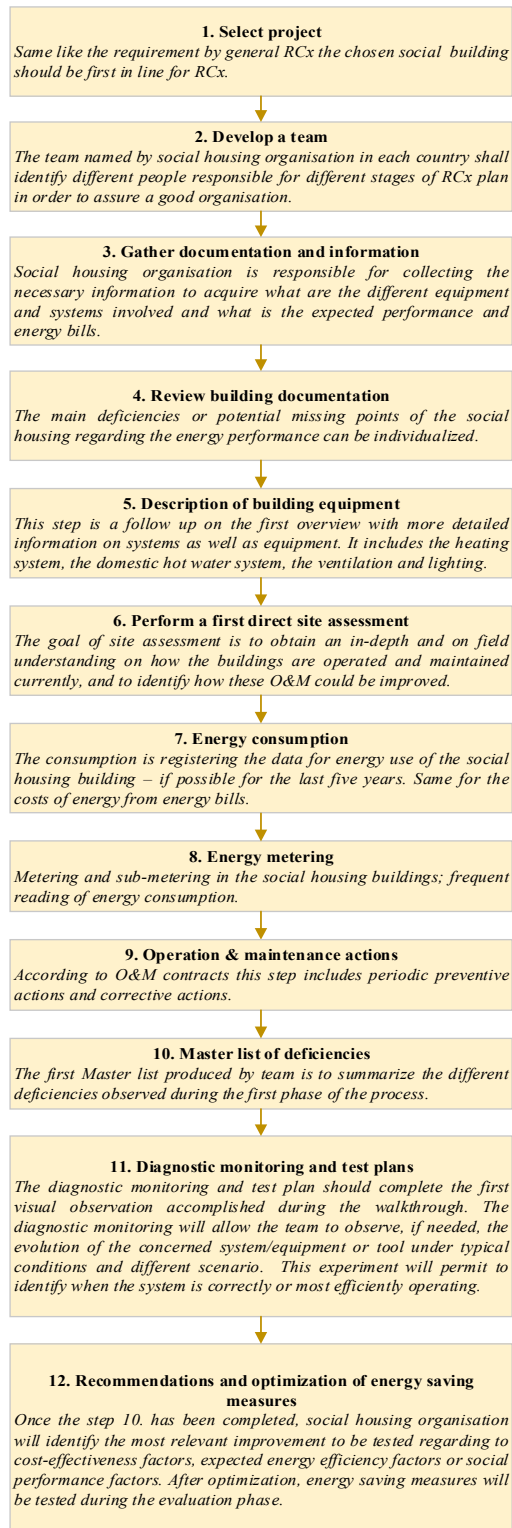 1. Select project
Same like the requirement by general RCx the chosen social building
should be first in line for RCx.
2. Develop a team
The team named by social housing organisation in each country shall
identify different people responsible for different stages of RCx plan
in order to assure a good organisation.
3. Gather documentation and information
Social housing organisation is responsible for collecting the
necessary information to acquire what are the different equipment
and systems involved and what is the expected performance and
energy bills.
4. Review building documentation
The main deficiencies or potential missing points of the social
housing regarding the energy performance can be individualized.
5. Description of building equipment
This step is a follow up on the first overview with more detailed
information on systems as well as equipment. It includes the heating
system, the domestic hot water system, the ventilation and lighting.
6. Perform a first direct site assessment
The goal of site assessment is to obtain an in-depth and on field
understanding on how the buildings are operated and maintained
currently, and to identify how these O&M could be improved.
7. Energy consumption
The consumption is registering the data for energy use of the social
housing building – if possible for the last five years. Same for the
costs of energy from energy bills.
8. Energy metering
Metering and sub-metering in the social housing buildings; frequent
reading of energy consumption.
9. Operation & maintenance actions
According to O&M contracts this step includes periodic preventive
actions and corrective actions.
10. Master list of deficiencies
The first Master list produced by team is to summarize the different
deficiencies observed during the first phase of the process.
11. Diagnostic monitoring and test plans
The diagnostic monitoring and test plan should complete the first
visual observation accomplished during the walkthrough. The
diagnostic monitoring will allow the team to observe, if needed, the
evolution of the concerned system/equipment or tool under typical
conditions and different scenario. This experiment will permit to
identify when the system is correctly or most efficiently operating.
12. Recommendations and optimization of energy saving
measures
Once the step 10. has been completed, social housing organisation
will identify the most relevant improvement to be tested regarding to
cost-effectiveness factors, expected energy efficiency factors or social
performance factors. After optimization, energy saving measures will
be tested during the evaluation phase.